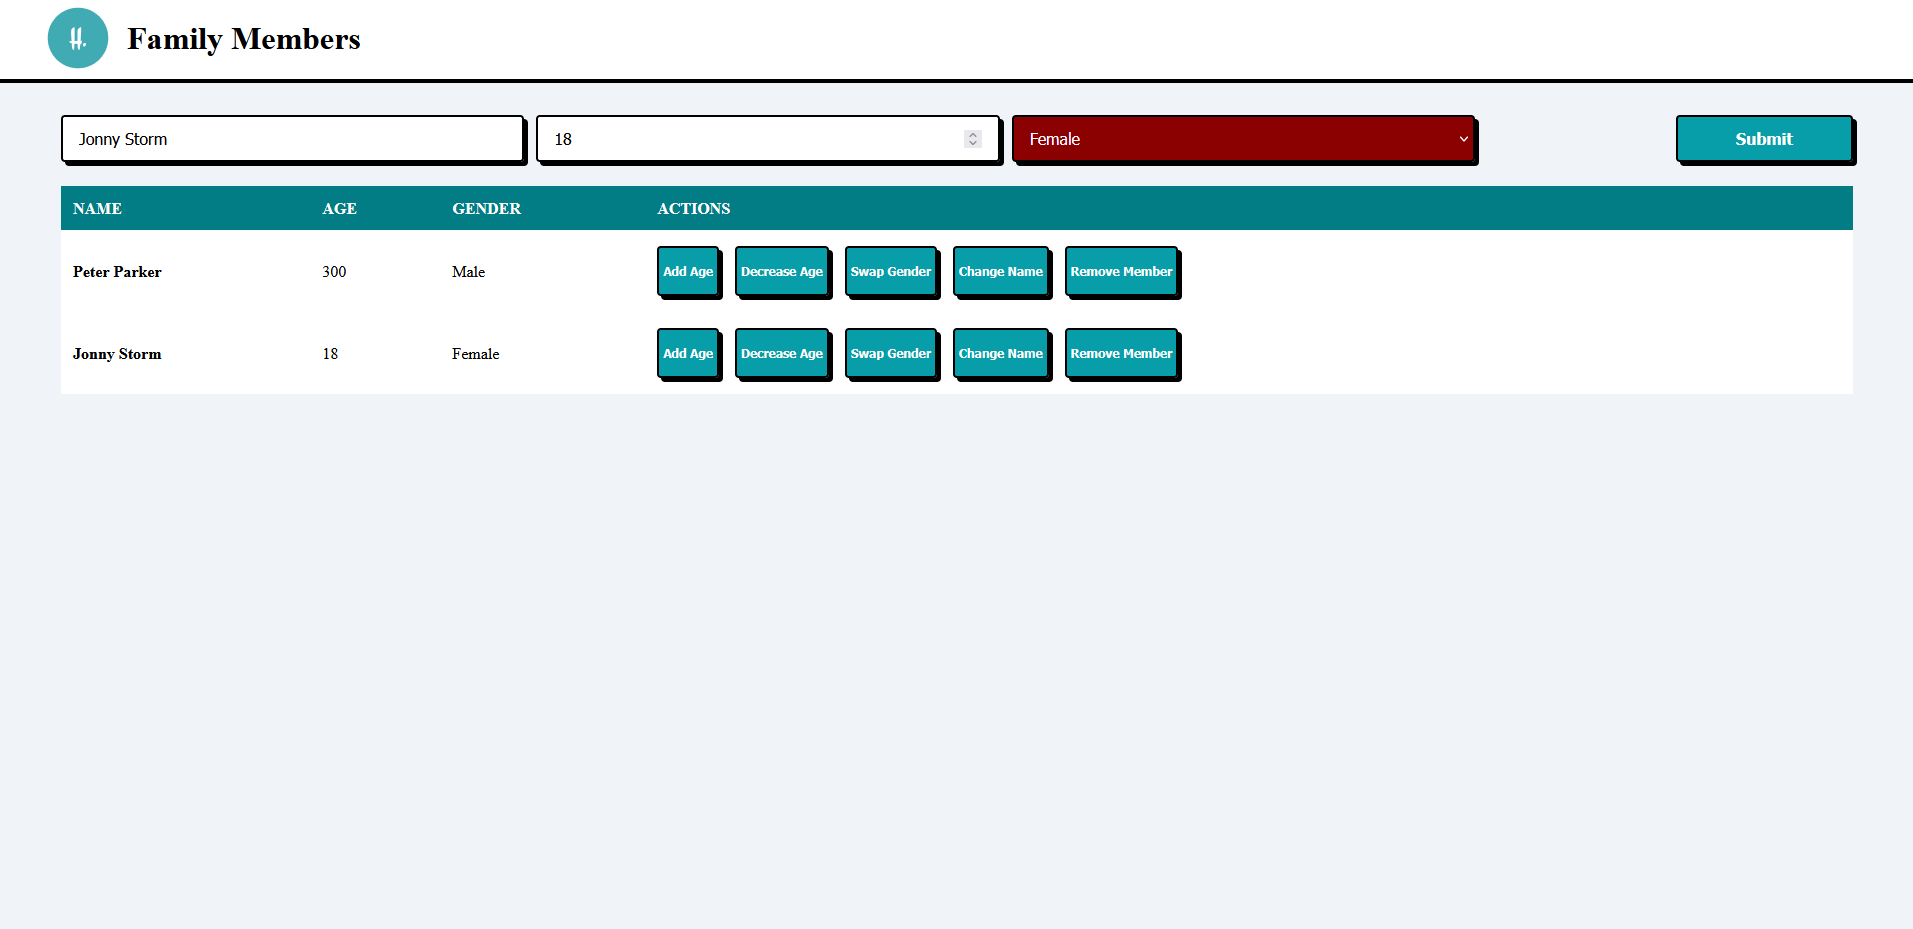 H. Family Members
Jonny Storm 18 Female Submit
NAME AGE GENDER ACTIONS
Peter Parker 300 Male Add Age Decrease Age Swap Gender Change Name Remove Member
Jonny Storm 18 Female Add Age Decrease Age Swap Gender Change Name Remove Member